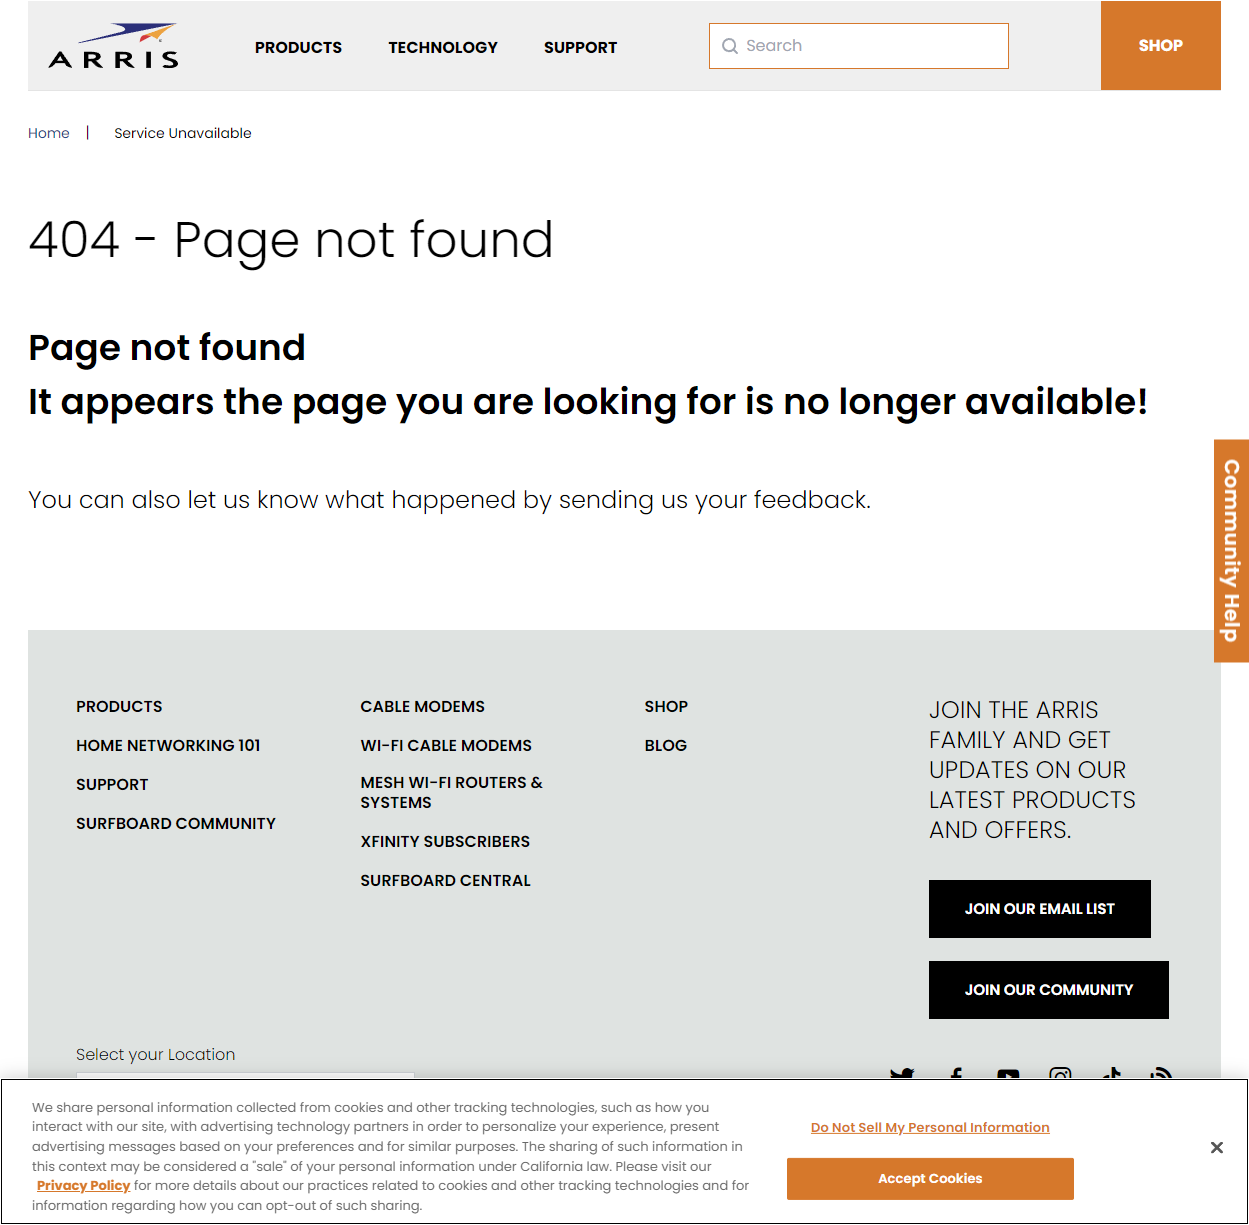 ARRIS
PRODUCTS
TECHNOLOGY
SUPPORT
Search
SHOP
Home | Service Unavailable
404 - Page not found
Page not found
It appears the page you are looking for is no longer available!
You can also let us know what happened by sending us your feedback.
Community Help
PRODUCTS
HOME NETWORKING 101
SUPPORT
SURFBOARD COMMUNITY
CABLE MODEMS
WI-FI CABLE MODEMS
MESH WI-FI ROUTERS &
SYSTEMS
XFINITY SUBSCRIBERS
SURFBOARD CENTRAL
SHOP
BLOG
JOIN THE ARRIS
FAMILY AND GET
UPDATES ON OUR
LATEST PRODUCTS
AND OFFERS.
JOIN OUR EMAIL LIST
JOIN OUR COMMUNITY
Select your Location
We share personal information collected from cookies and other tracking technologies, such as how you
interact with our site, with advertising technology partners in order to personalize your experience, present
advertising messages based on your preferences and for similar purposes. The sharing of such information in
this context may be considered a "sale" of your personal information under California law. Please visit our
Privacy Policy for more details about our practices related to cookies and other tracking technologies and for
information regarding how you can opt-out of such sharing.
Do Not Sell My Personal Information
Accept Cookies